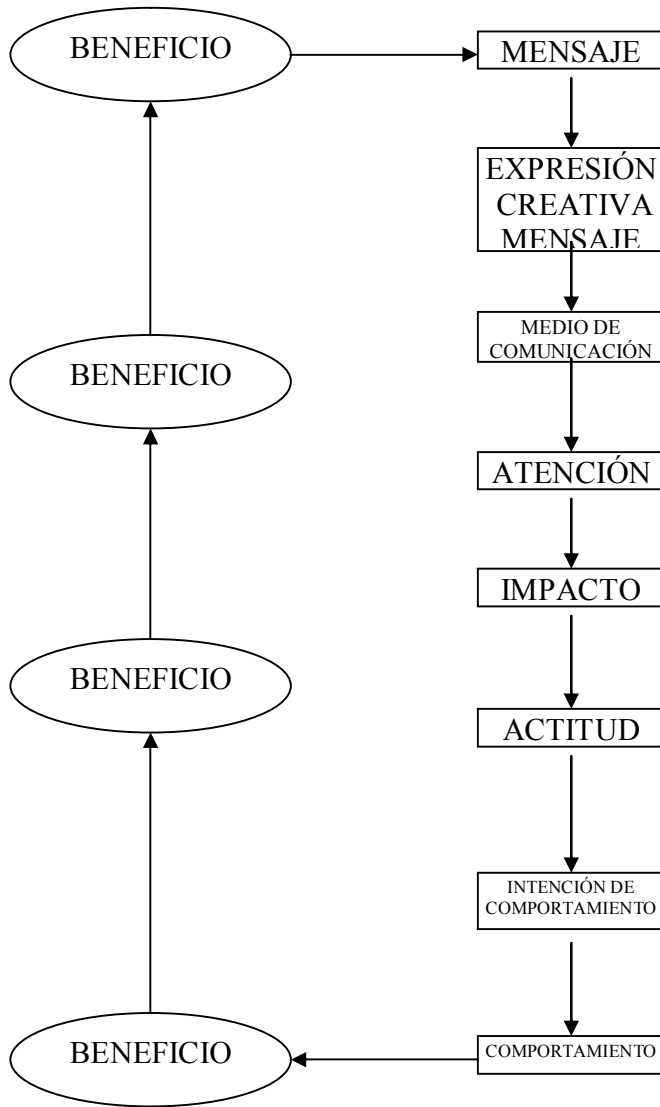 BENEFICIO
MENSAJE
EXPRESIÓN
CREATIVA
MENSAJE
MEDIO DE
COMUNICACIÓN
BENEFICIO
ATENCIÓN
IMPACTO
BENEFICIO
ACTITUD
INTENCIÓN DE
COMPORTAMIENTO
BENEFICIO
COMPORTAMIENTO